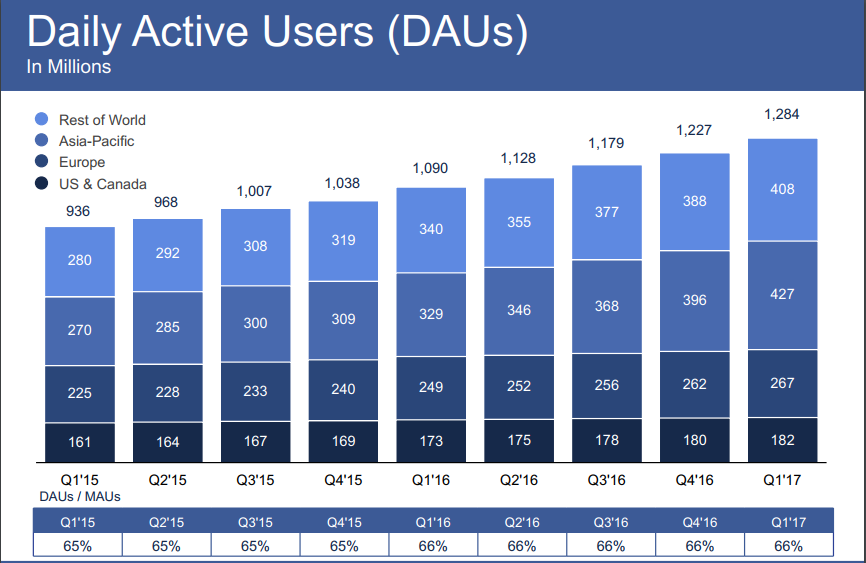 Daily Active Users (DAUs)
In Millions
Rest of World
Asia-Pacific
Europe
US & Canada
936 968 1,007 1,038 1,090 1,128 1,179 1,227 1,284
280 292 308 319 340 355 377 388 408
270 285 300 309 329 346 368 396 427
225 228 233 240 249 252 256 262 267
161 164 167 169 173 175 178 180 182
Q1'15 Q2'15 Q3'15 Q4'15 Q1'16 Q2'16 Q3'16 Q4'16 Q1'17
DAUs / MAUs
Q1'15 Q2'15 Q3'15 Q4'15 Q1'16 Q2'16 Q3'16 Q4'16 Q1'17
65% 65% 65% 65% 66% 66% 66% 66% 66%